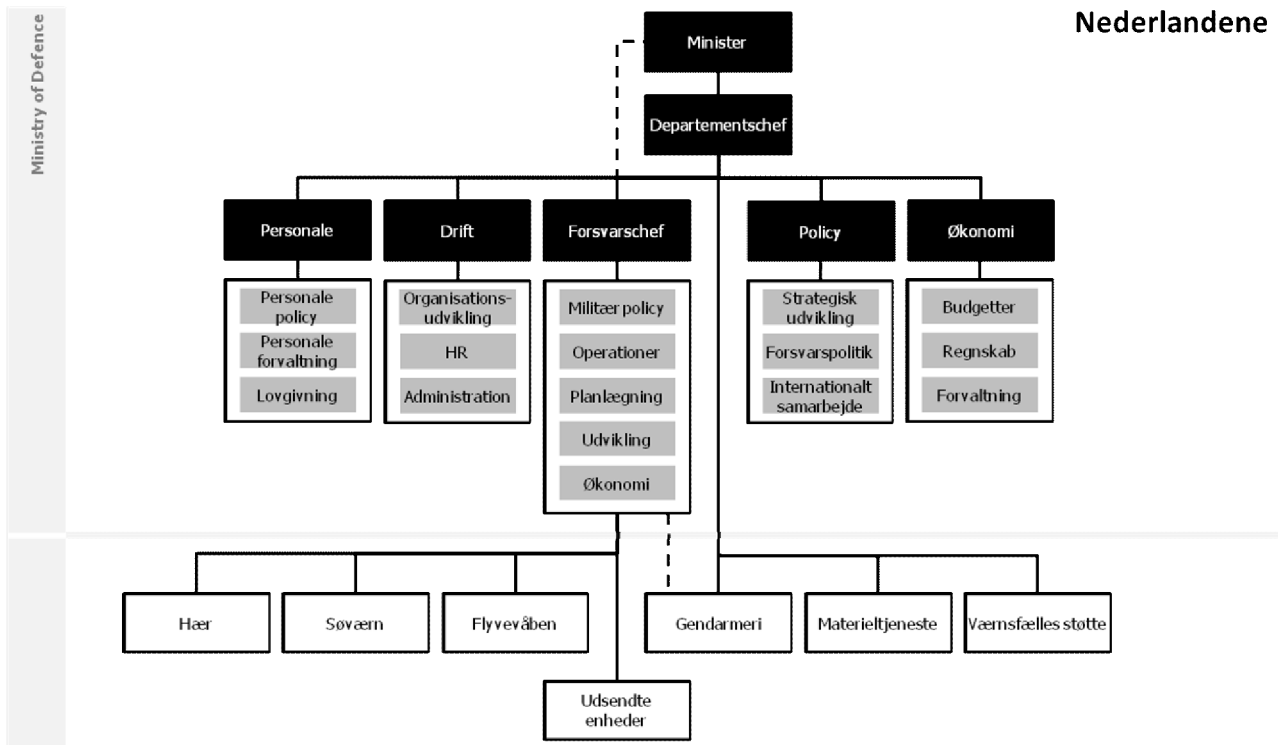 Nederlandene
Ministry of Defence
Minister
Departementschef
Personale
Drift
Forsvarschef
Policy
Økonomi
Personale
policy
Personale
forvaltning
Lovgivning
Organisations-
udvikling
HR
Administration
Militær policy
Operationer
Planlægning
Udvikling
Økonomi
Strategisk
udvikling
Forsvarspolitik
Internationalt
samarbejde
Budgetter
Regnskab
Forvaltning
Hær
Søværn
Flyvevåben
Gendarmeri
Materieltjeneste
Værnsfælles støtte
Udsendte
enheder